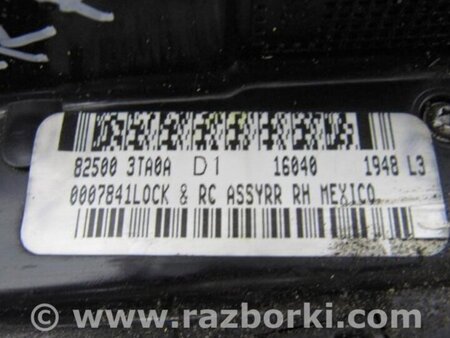 82500 3TA0A D1 16040 1948 L3
0007841LOCK & RC ASSYRR RH MEXICO
© www.razborki.com